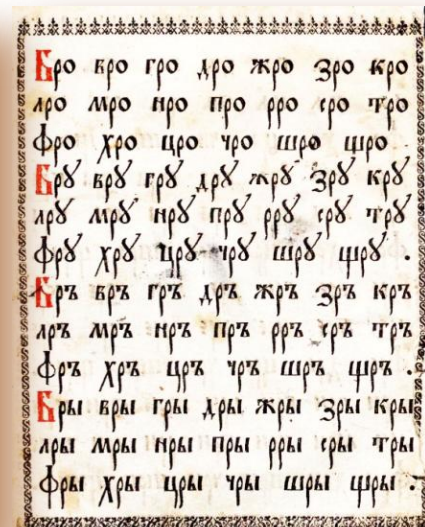 Бро вро гро дро жро ꙁро кро
лро мро нро про рро сро тро
фро хро цро чро шро щро
Брꙋ врꙋ грꙋ дрꙋ жрꙋ ꙁрꙋ крꙋ
лрꙋ мрꙋ нрꙋ прꙋ ррꙋ срꙋ трꙋ
фрꙋ хрꙋ црꙋ чрꙋ шрꙋ щрꙋ .
Бръ връ гръ дръ жръ ꙁръ кръ
лръ мръ нръ пръ рръ сръ тръ
фръ хръ цръ чръ шръ щръ .
Бры вры гры дры жры ꙁры кры
лры мры нры пры рры сры тры
фры хры цры чры шры щры :